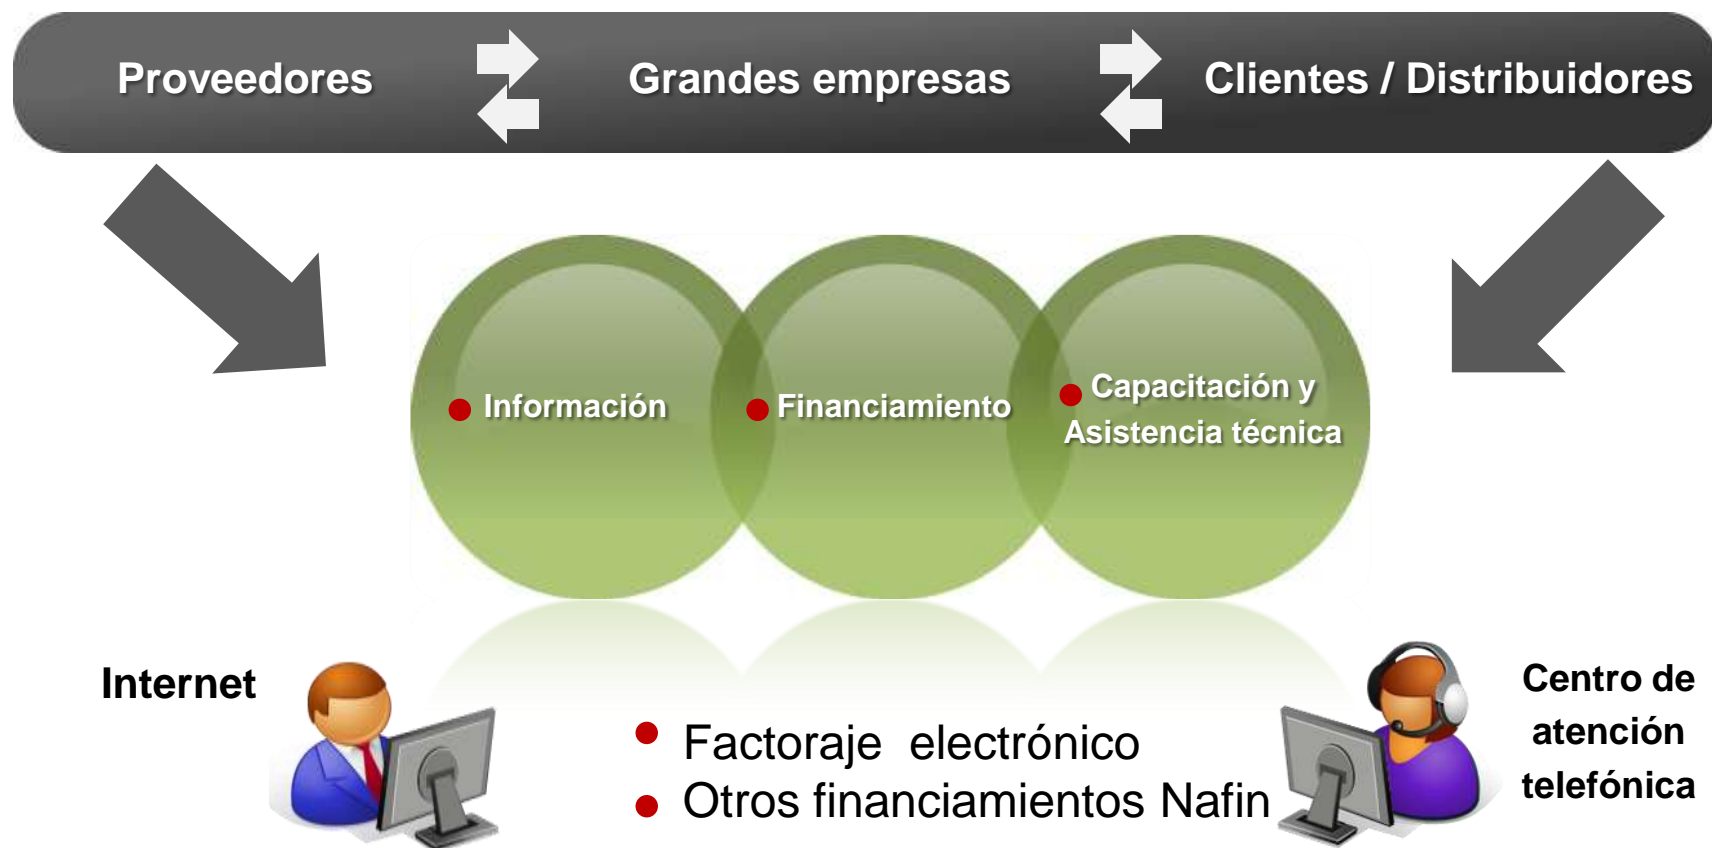 Proveedores
Grandes empresas
Clientes / Distribuidores
Información
Financiamiento
Capacitación y
Asistencia técnica
Internet
Factoraje electrónico
Otros financiamientos Nafin
Centro de
atención
telefónica